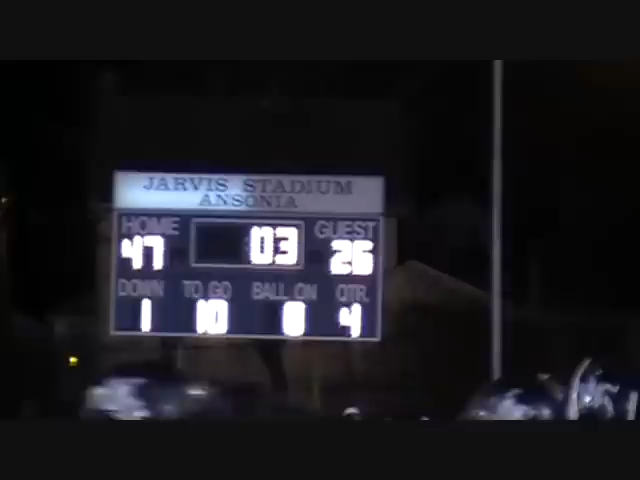 JARVIS STADIUM
ANSONIA
HOME 03 GUEST
47 26
DOWN TO GO BALL ON QTR
1 10 0 4